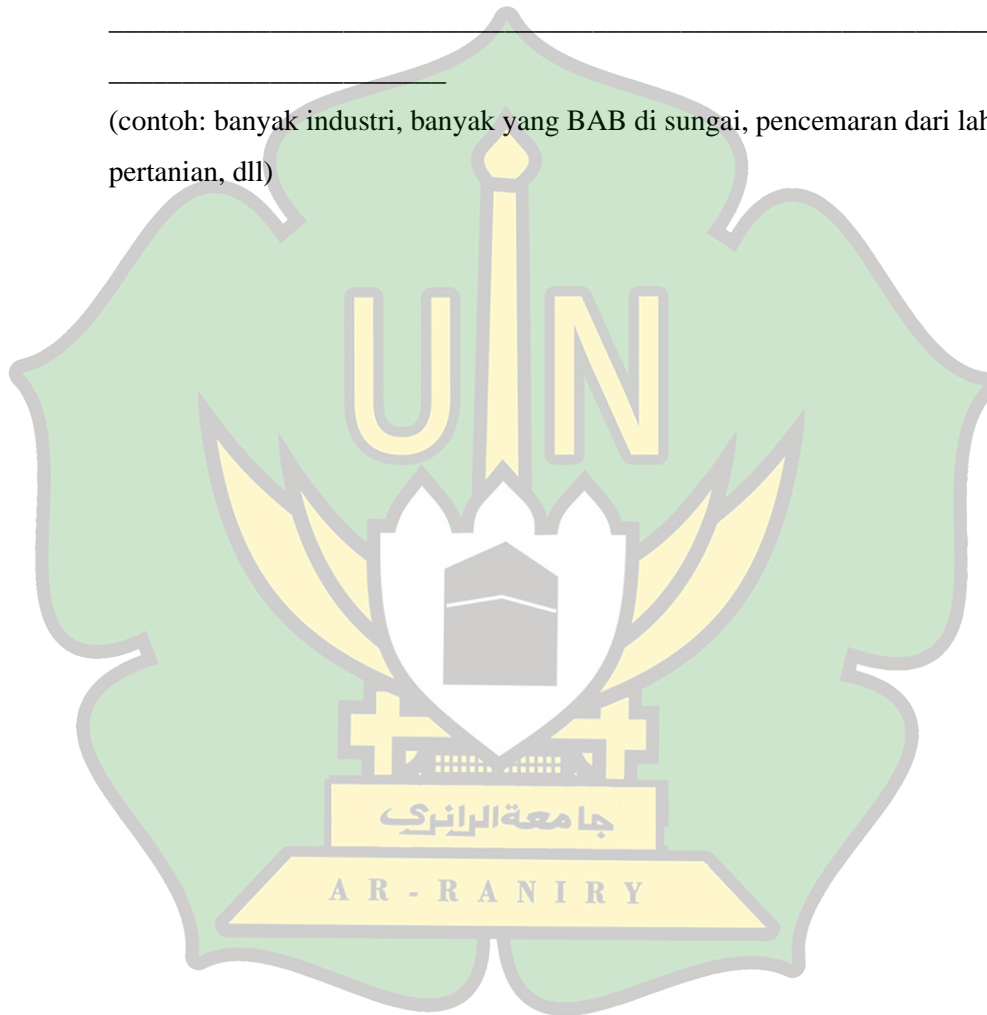 (contoh: banyak industri, banyak yang BAB di sungai, pencemaran dari lah
pertanian, dll)
UIN
جامعة الرانري
AR - RANIRY